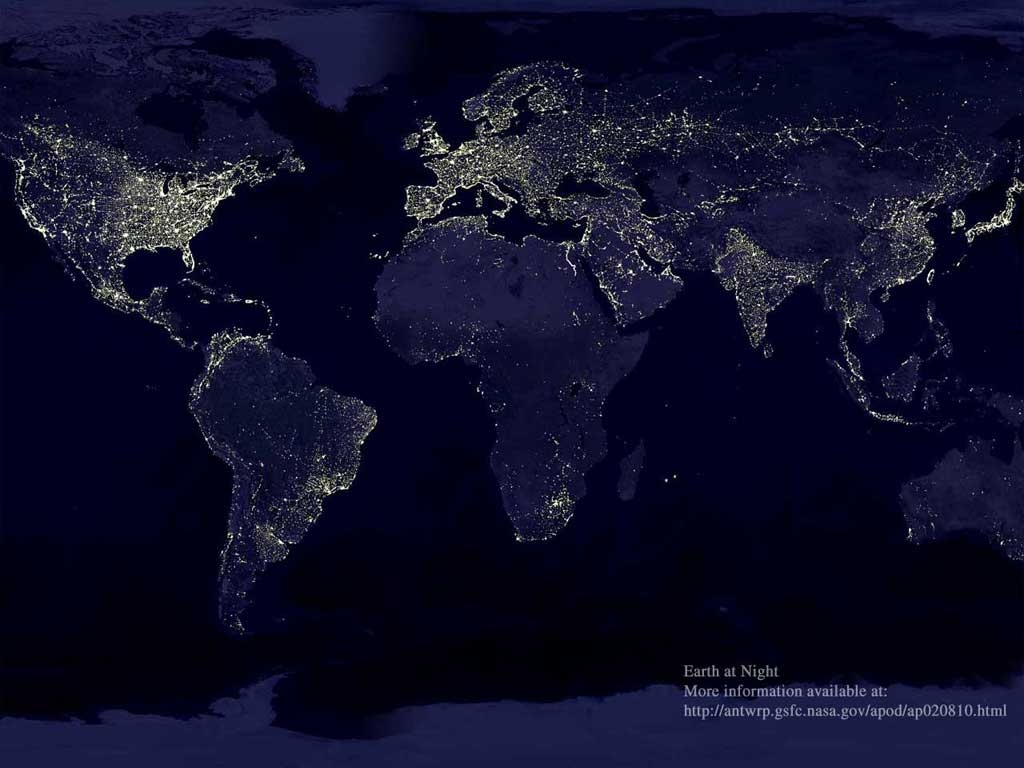 Earth at Night
More information available at:
http://antwrp.gsfc.nasa.gov/apod/ap020810.html